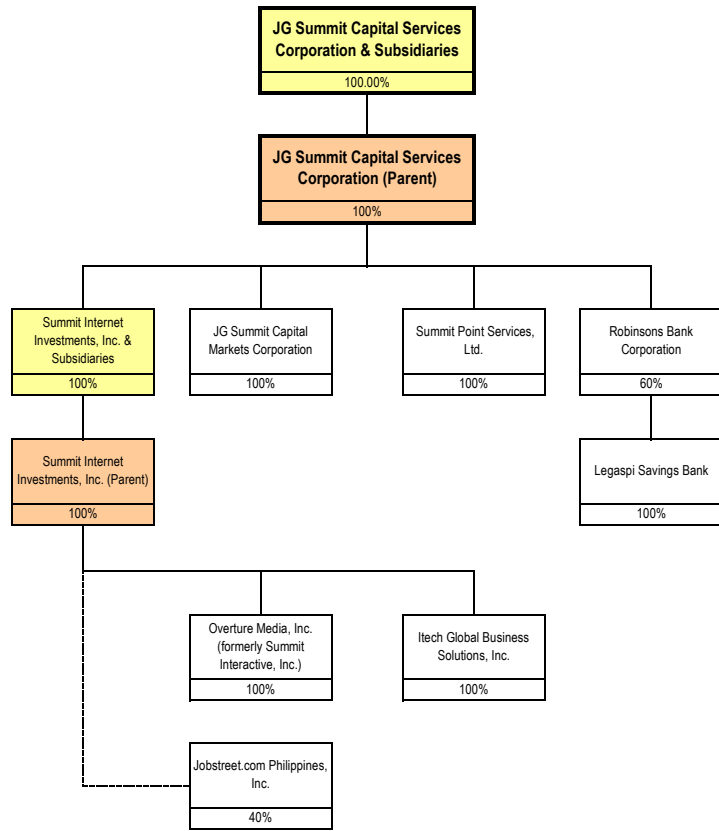 JG Summit Capital Services
Corporation & Subsidiaries
100.00%
JG Summit Capital Services
Corporation (Parent)
100%
Summit Internet
Investments, Inc. &
Subsidiaries
100%
JG Summit Capital
Markets Corporation
100%
Summit Point Services,
Ltd.
100%
Robinsons Bank
Corporation
60%
Summit Internet
Investments, Inc. (Parent)
100%
Legaspi Savings Bank
100%
Overture Media, Inc.
(formerly Summit
Interactive, Inc.)
100%
Itech Global Business
Solutions, Inc.
100%
Jobstreet.com Philippines,
Inc.
40%